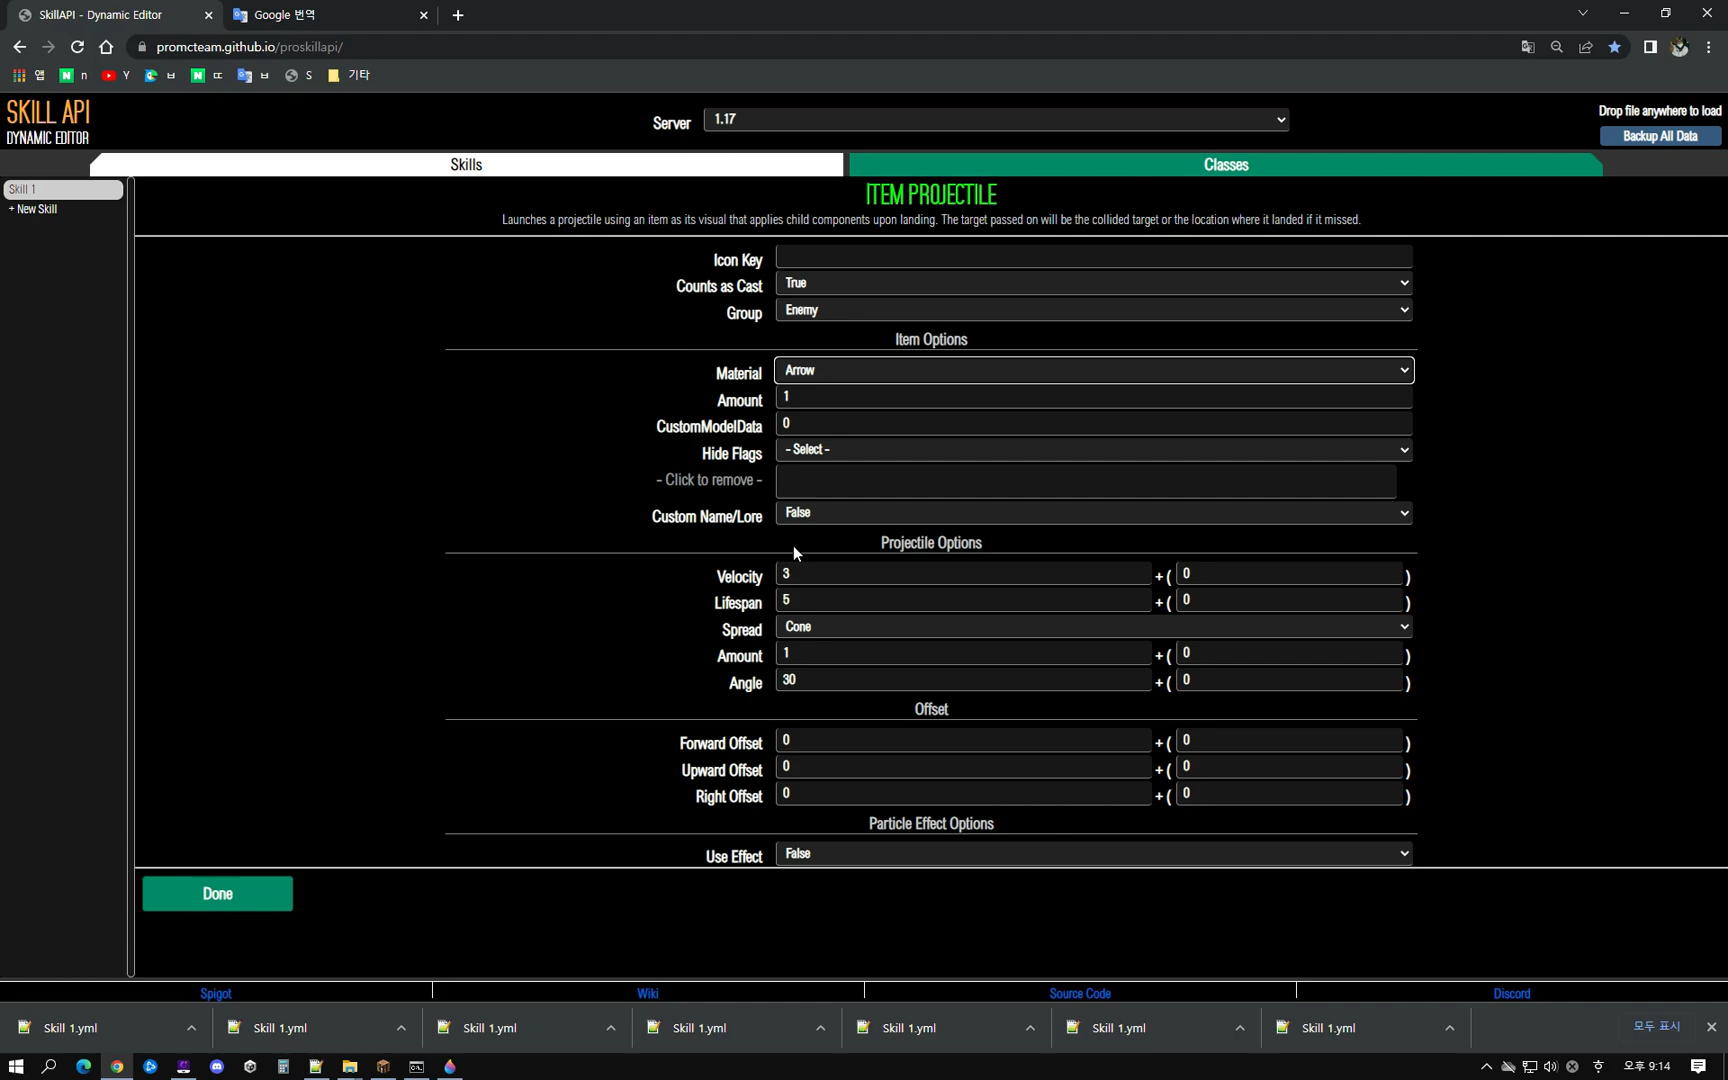 SkillAPI - Dynamic Editor
Google 번역
promcteam.github.io/proskillapi/
앱
n
Y
ㅂ
ㄸ
ㅂ
S
기타
SKILL API
DYNAMIC EDITOR
Server 1.17
Drop file anywhere to load
Backup All Data
Skills
Classes
Skill 1
+ New Skill
ITEM PROJECTILE
Launches a projectile using an item as its visual that applies child components upon landing. The target passed on will be the collided target or the location where it landed if it missed.
Icon Key
Counts as Cast True
Group Enemy
Item Options
Material Arrow
Amount 1
CustomModelData 0
Hide Flags - Select -
- Click to remove -
Custom Name/Lore False
Projectile Options
Velocity 3 +( 0 )
Lifespan 5 +( 0 )
Spread Cone
Amount 1 +( 0 )
Angle 30 +( 0 )
Offset
Forward Offset 0 +( 0 )
Upward Offset 0 +( 0 )
Right Offset 0 +( 0 )
Particle Effect Options
Use Effect False
Done
Spigot
Wiki
Source Code
Discord
Skill 1.yml
Skill 1.yml
Skill 1.yml
Skill 1.yml
Skill 1.yml
Skill 1.yml
Skill 1.yml
모두 표시
오후 9:14